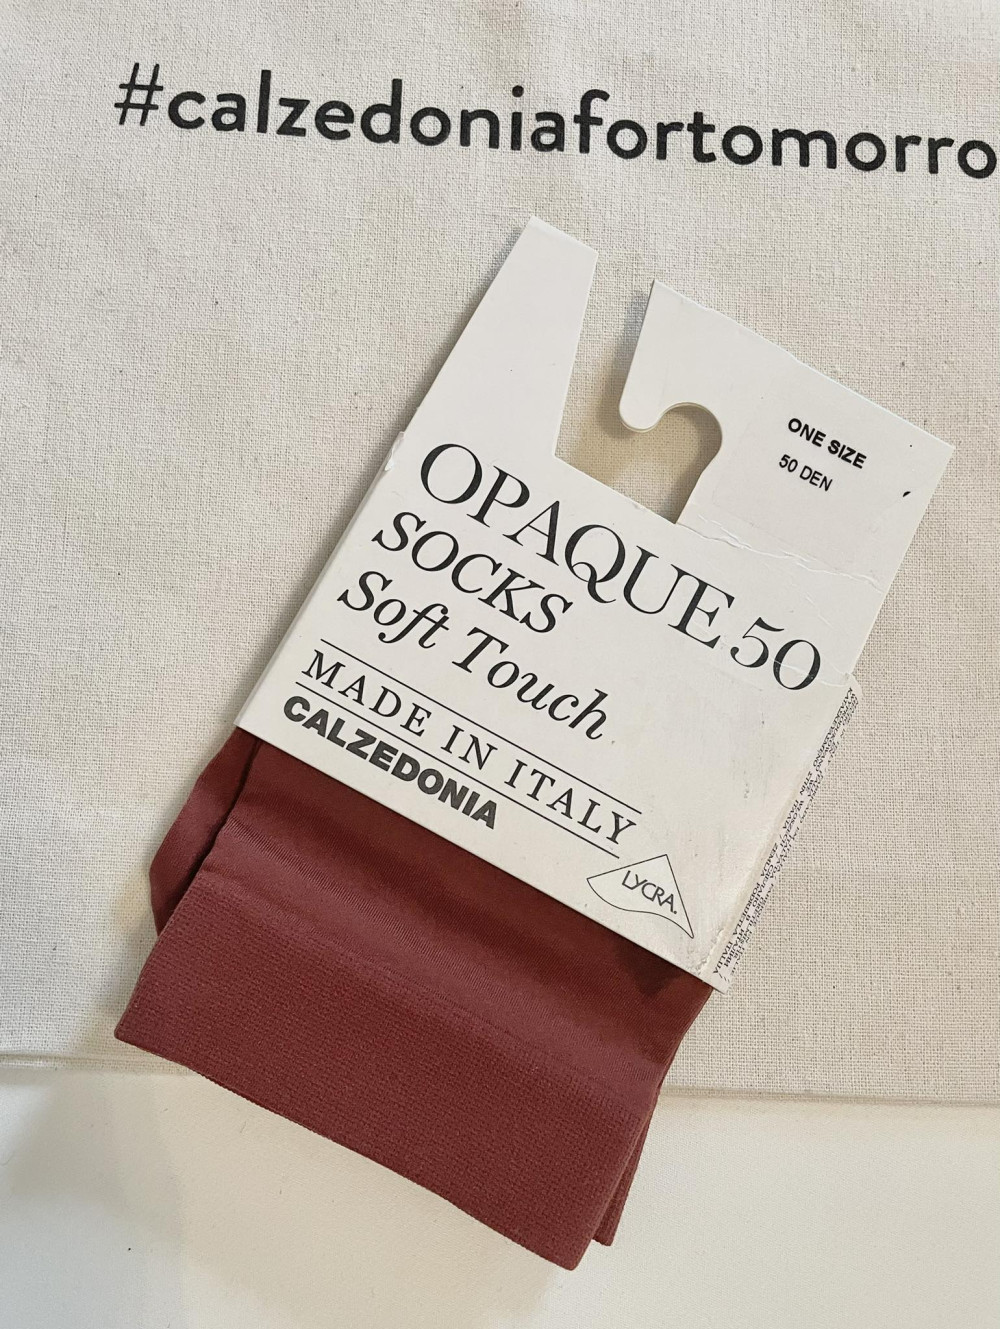 #calzedoniafortomorro
ONE SIZE
50 DEN
OPAQUE 50
SOCKS
Soft Touch
MADE IN ITALY
CALZEDONIA
LYCRA.